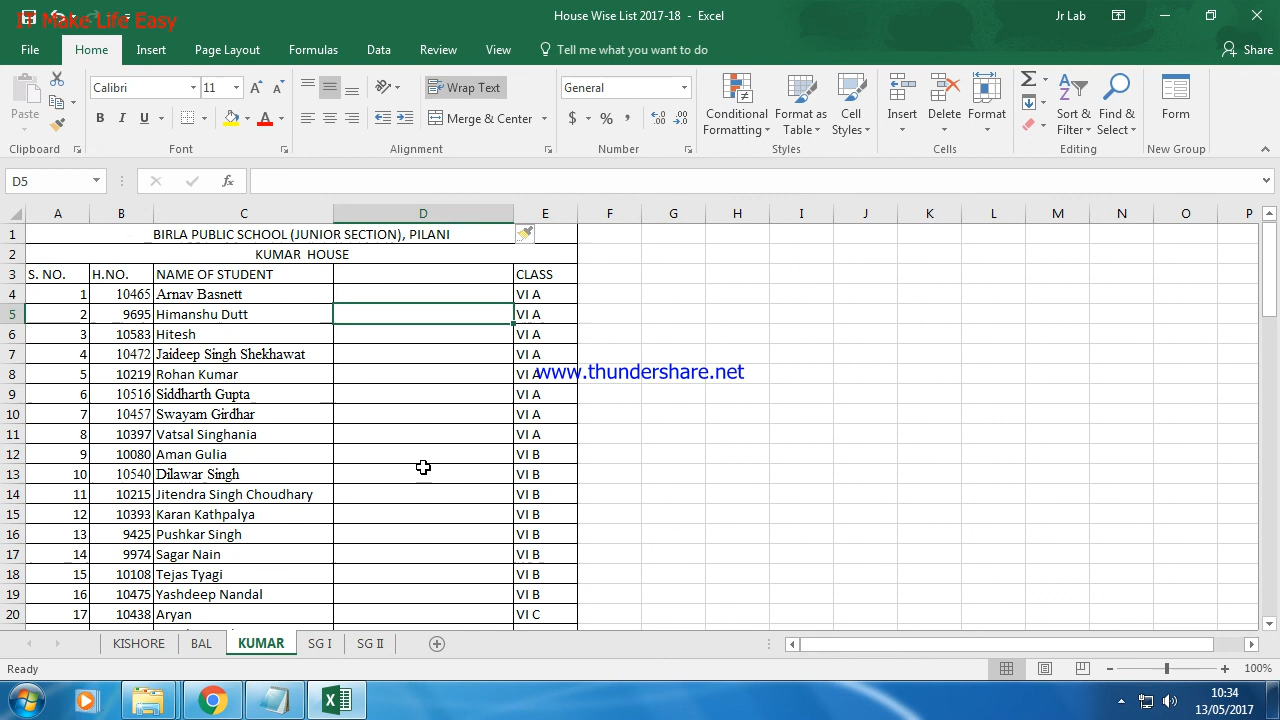 IT Make Life Easy
House Wise List 2017-18 - Excel
Jr Lab
File Home Insert Page Layout Formulas Data Review View Tell me what you want to do Share
Paste
Calibri 11
B I U
Wrap Text
Merge & Center
General
$ % ,
Conditional Formatting
Format as Table
Cell Styles
Insert Delete Format
Sort & Filter
Find & Select
Form
Clipboard Font Alignment Number Styles Cells Editing New Group
D5 fx
A B C D E F G H I J K L M N O P
1 BIRLA PUBLIC SCHOOL (JUNIOR SECTION), PILANI
2 KUMAR HOUSE
3 S. NO. H.NO. NAME OF STUDENT CLASS
4 1 10465 Arnav Basnett VI A
5 2 9695 Himanshu Dutt VI A
6 3 10583 Hitesh VI A
7 4 10472 Jaideep Singh Shekhawat VI A
8 5 10219 Rohan Kumar VI A
www.thundershare.net
9 6 10516 Siddharth Gupta VI A
10 7 10457 Swayam Girdhar VI A
11 8 10397 Vatsal Singhania VI A
12 9 10080 Aman Gulia VI B
13 10 10540 Dilawar Singh VI B
14 11 10215 Jitendra Singh Choudhary VI B
15 12 10393 Karan Kathpalya VI B
16 13 9425 Pushkar Singh VI B
17 14 9974 Sagar Nain VI B
18 15 10108 Tejas Tyagi VI B
19 16 10475 Yashdeep Nandal VI B
20 17 10438 Aryan VI C
KISHORE BAL KUMAR SG I SG II
Ready 100%
10:34
13/05/2017